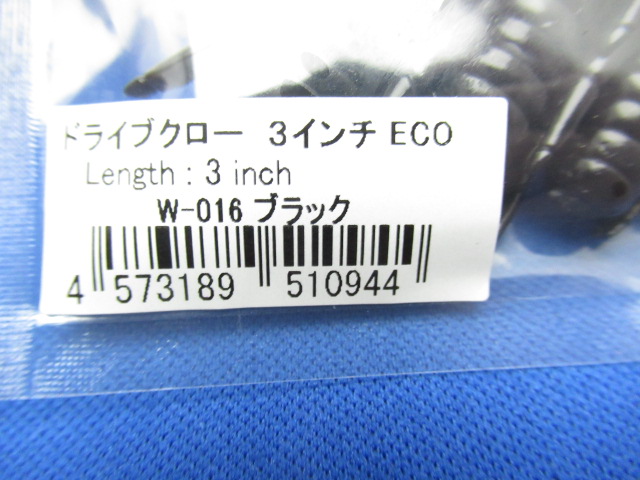 ドライブクロー 3インチ ECO
Length : 3 inch
W-016 ブラック
4 573189 510944